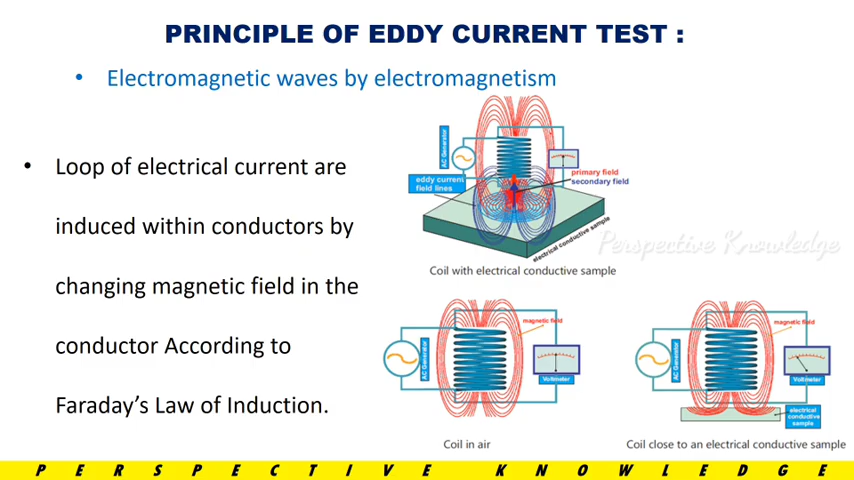 PRINCIPLE OF EDDY CURRENT TEST :
• Electromagnetic waves by electromagnetism
• Loop of electrical current are
induced within conductors by
changing magnetic field in the
conductor According to
Faraday's Law of Induction.
AC Generator
eddy current
field lines
primary field
secondary field
electrical conductive sample
Coil with electrical conductive sample
Perspective Knowledge
AC Generator
magnetic field
Voltmeter
Coil in air
AC Generator
magnetic field
Voltmeter
electrical
conductive
sample
Coil close to an electrical conductive sample
PERSPECTIVE KNOWLEDGE